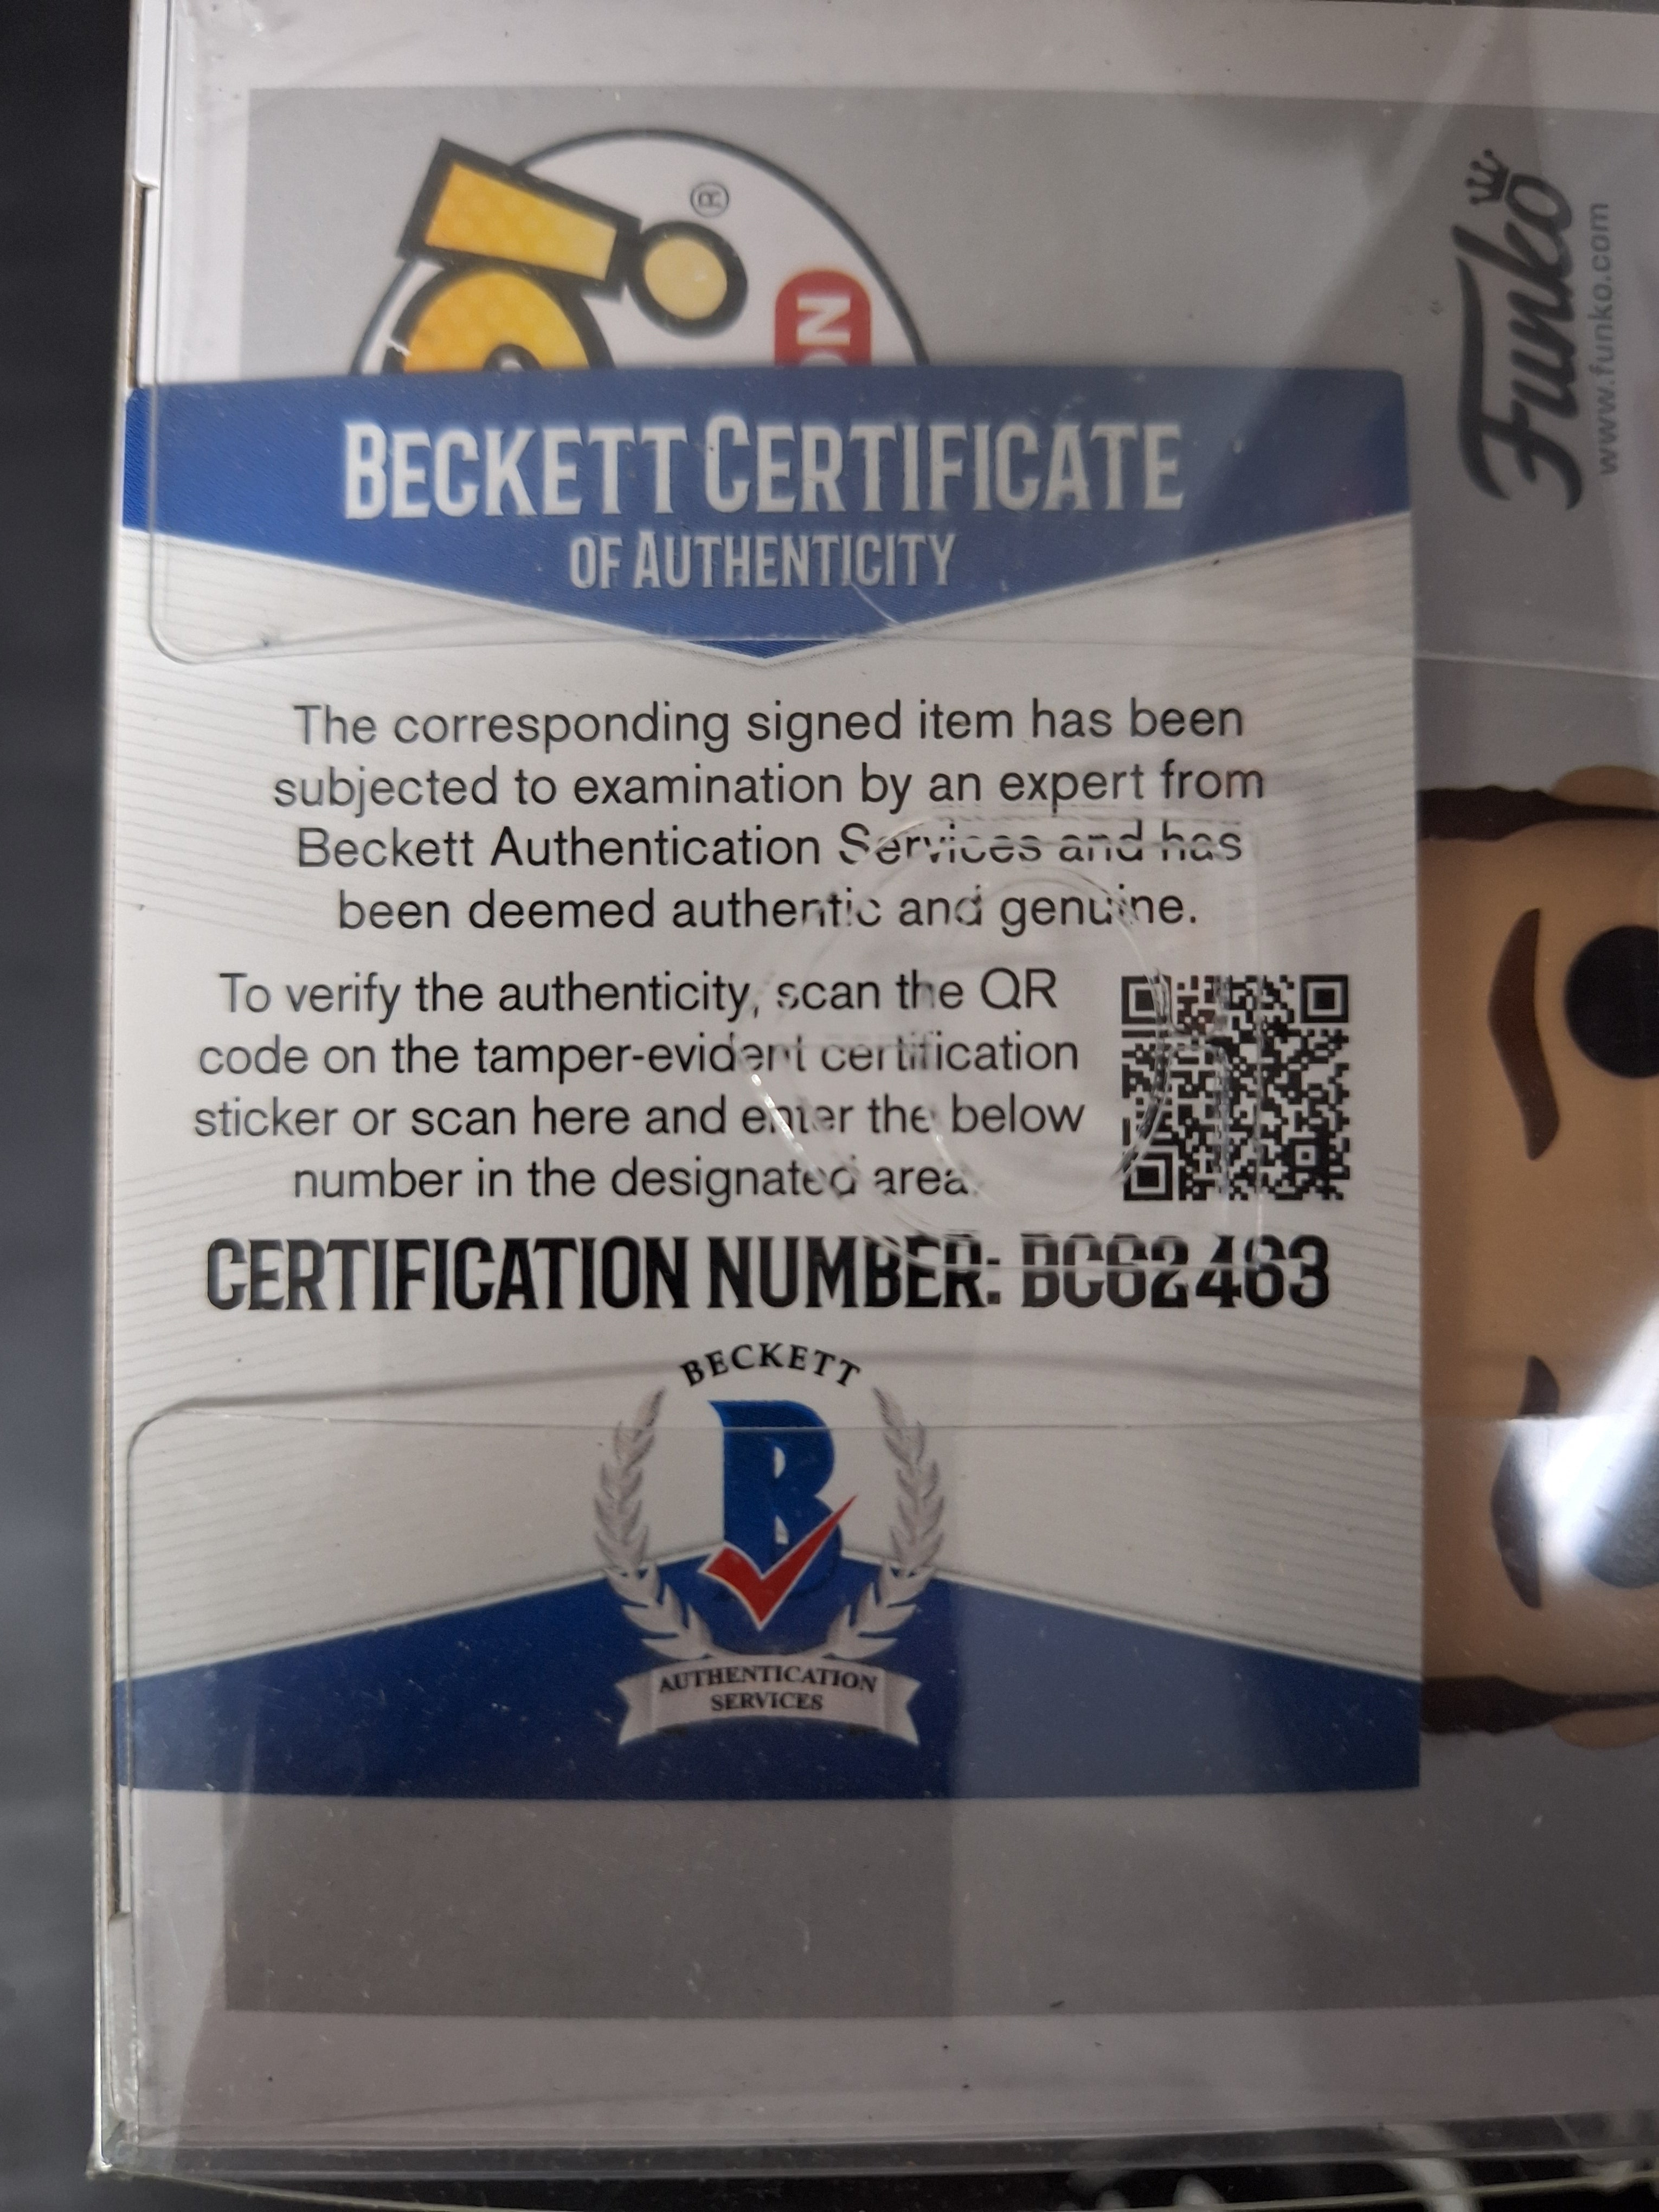 ®
ON
Funko
www.funko.com
BECKETT CERTIFICATE
OF AUTHENTICITY
The corresponding signed item has been
subjected to examination by an expert from
Beckett Authentication Services and has
been deemed authentic and genuine.
To verify the authenticity, scan the QR
code on the tamper-evident certification
sticker or scan here and enter the below
number in the designated area.
CERTIFICATION NUMBER: BC62463
BECKETT
B
AUTHENTICATION
SERVICES